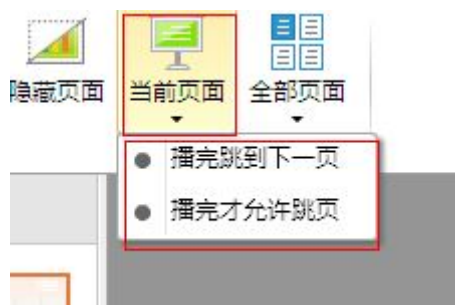 隐藏页面 当前页面 全部页面
播完跳到下一页
播完才允许跳页